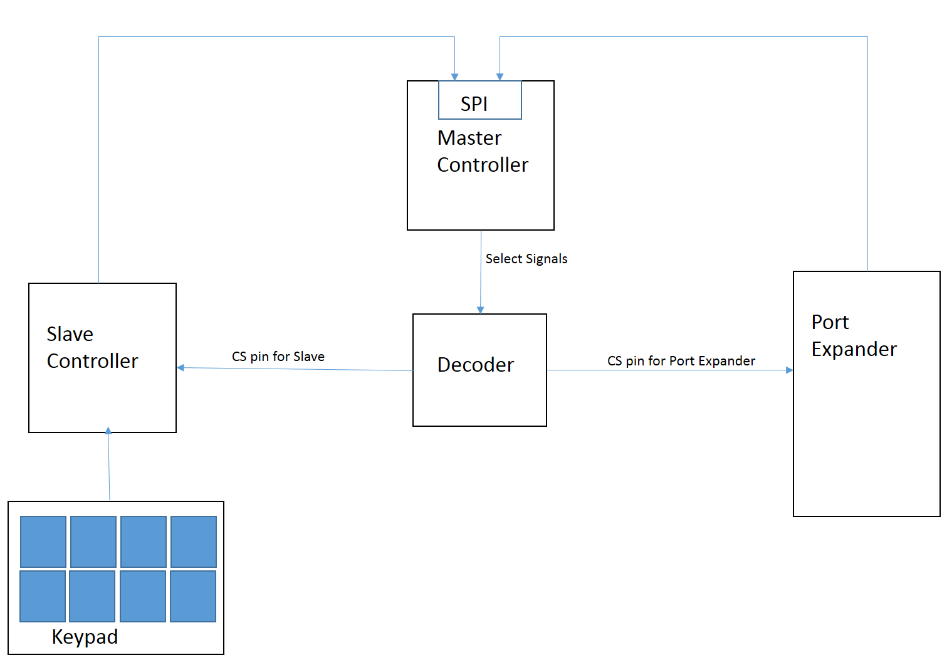 SPI
Master
Controller
Select Signals
Slave
Controller
CS pin for Slave
Decoder
CS pin for Port Expander
Port
Expander
Keypad